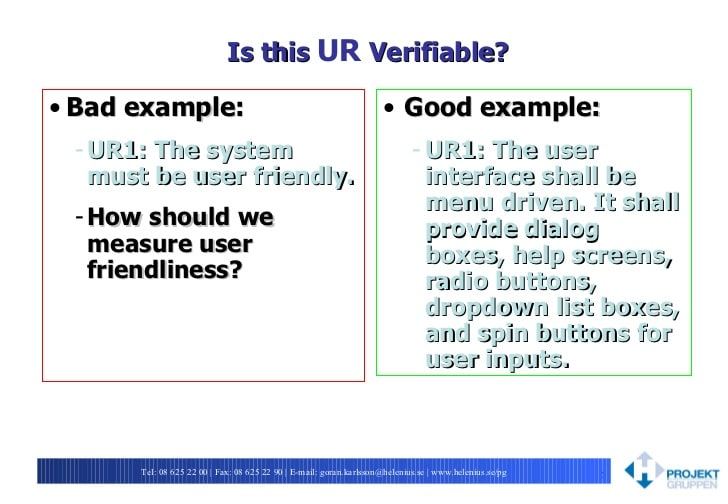 Is this UR Verifiable?
• Bad example:
- UR1: The system
must be user friendly.
- How should we
measure user
friendliness?
• Good example:
- UR1: The user
interface shall be
menu driven. It shall
provide dialog
boxes, help screens,
radio buttons,
dropdown list boxes,
and spin buttons for
user inputs.
Tel: 08 625 22 00 | Fax: 08 625 22 90 | E-mail: goran.karlsson@helenius.se | www.helenius.se/pg
PROJEKT
GRUPPEN